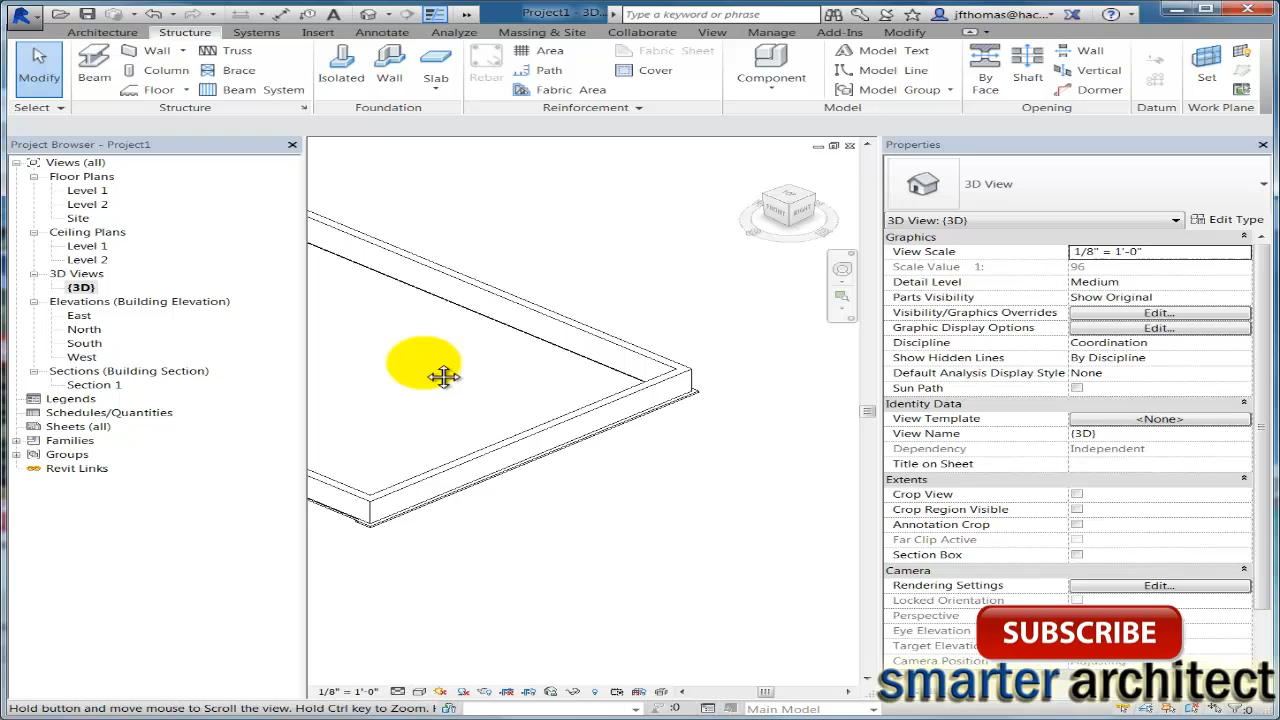 Project1 - 3D... Type a keyword or phrase jfthomas@hac...
Architecture Structure Systems Insert Annotate Analyze Massing & Site Collaborate View Manage Add-Ins Modify
Modify Beam Wall Truss Isolated Wall Slab Rebar Area Fabric Sheet Component Model Text By Face Shaft Wall Set
Column Brace Path Cover Model Line Vertical
Floor Beam System Fabric Area Model Group Dormer
Select Structure Foundation Reinforcement Model Opening Datum Work Plane
Project Browser - Project1
Views (all)
Floor Plans
Level 1
Level 2
Site
Ceiling Plans
Level 1
Level 2
3D Views
{3D}
Elevations (Building Elevation)
East
North
South
West
Sections (Building Section)
Section 1
Legends
Schedules/Quantities
Sheets (all)
Families
Groups
Revit Links
TOP
FRONT RIGHT
Properties
3D View
3D View: {3D} Edit Type
Graphics
View Scale 1/8" = 1'-0"
Scale Value 1: 96
Detail Level Medium
Parts Visibility Show Original
Visibility/Graphics Overrides Edit...
Graphic Display Options Edit...
Discipline Coordination
Show Hidden Lines By Discipline
Default Analysis Display Style None
Sun Path
Identity Data
View Template <None>
View Name {3D}
Dependency Independent
Title on Sheet
Extents
Crop View
Crop Region Visible
Annotation Crop
Far Clip Active
Section Box
Camera
Rendering Settings Edit...
Locked Orientation
Perspective
Eye Elevation
Target Elevat
Camera Position Adjusting
SUBSCRIBE
smarter architect
1/8" = 1'-0"
Hold button and move move to Scroll the view. Hold Ctrl key to Zoom. :0 Main Model :0